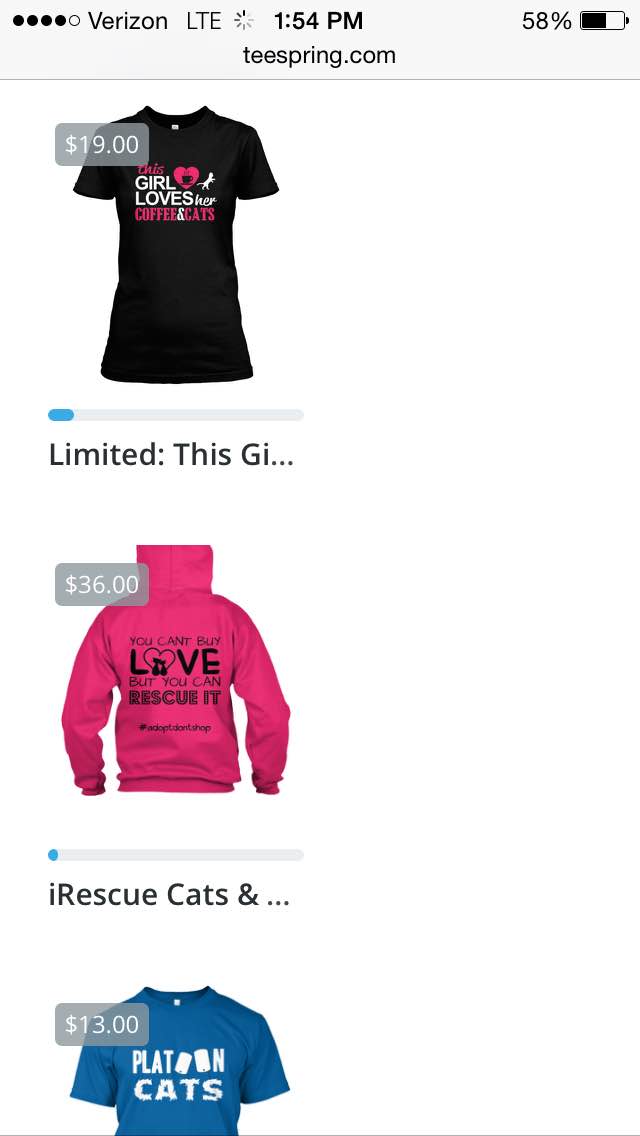 Verizon LTE 1:54 PM 58%
teespring.com
$19.00
this
GIRL
LOVES her
COFFEE&CATS
Limited: This Gi...
$36.00
YOU CANT BUY
LOVE
BUT YOU CAN
RESCUE IT
#adoptdontshop
iRescue Cats & ...
$13.00
PLATOON
CATS